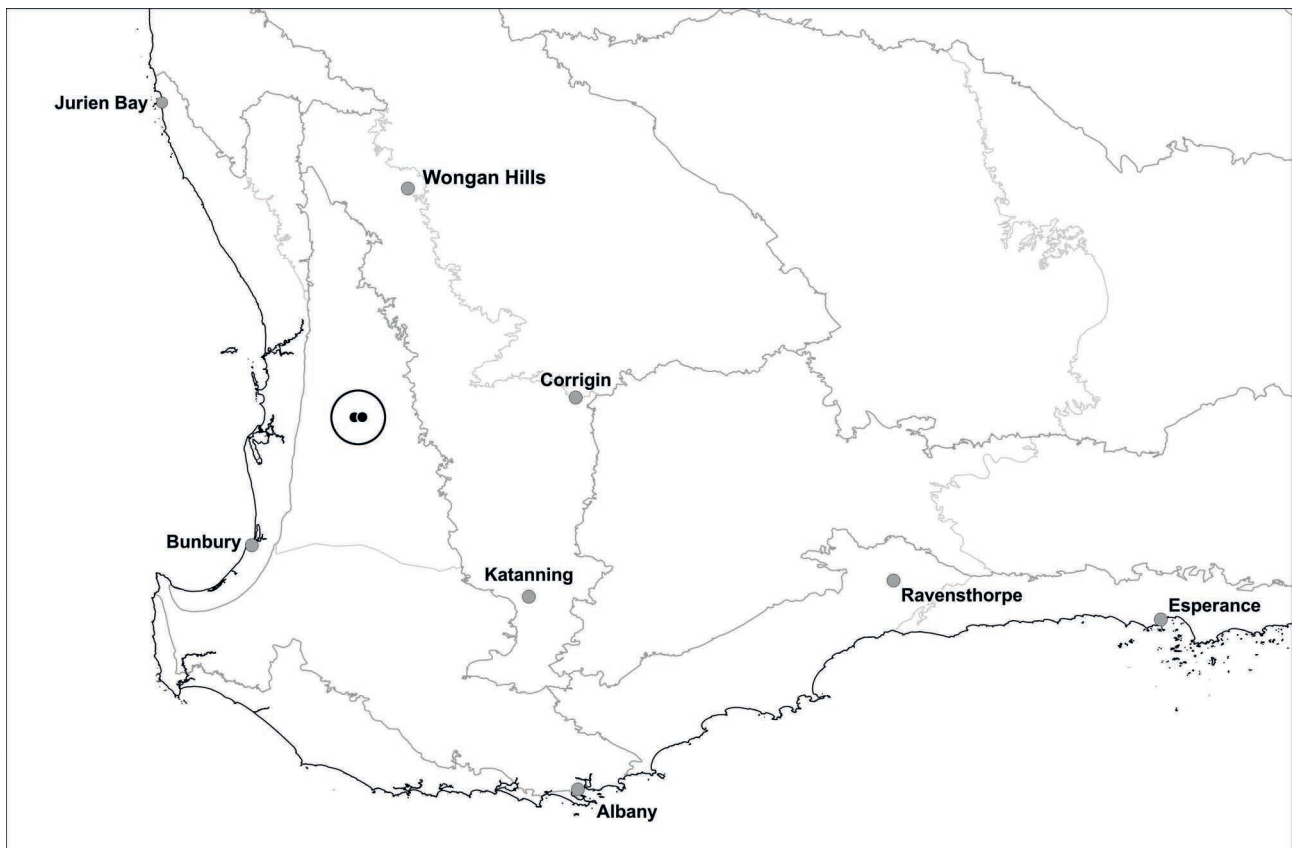 Jurien Bay
Wongan Hills
Corrigin
Bunbury
Katanning
Ravensthorpe
Esperance
Albany